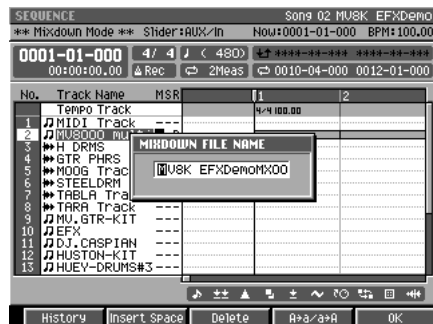 SEQUENCE Song 02 MV8K EFXDemo
** Mixdown Mode ** Slider:AUX/In Now:0001-01-000 BPM:100.00
0001-01-000 4/ 4 ♩ ( 480) ****-**-*** ****-**-***
00:00:00.00 Rec 2Meas 0010-04-000 0012-01-000
No. Track Name MSR 1 2
Tempo Track 4/4 100.00
1 MIDI Track ---
2 MV8000
3 H DRMS
4 GTR PHRS
5 MOOG Trac
6 STEELDRM
7 TABLA Tra
8 TARA Track ---
9 MV.GTR-KIT ---
10 EFX ---
11 DJ.CASPIAN ---
12 HUSTON-KIT ---
13 HUEY-DRUMS#3 ---
MIXDOWN FILE NAME
MV8K EFXDemoMX00
History Insert Space Delete A→a/a→A OK